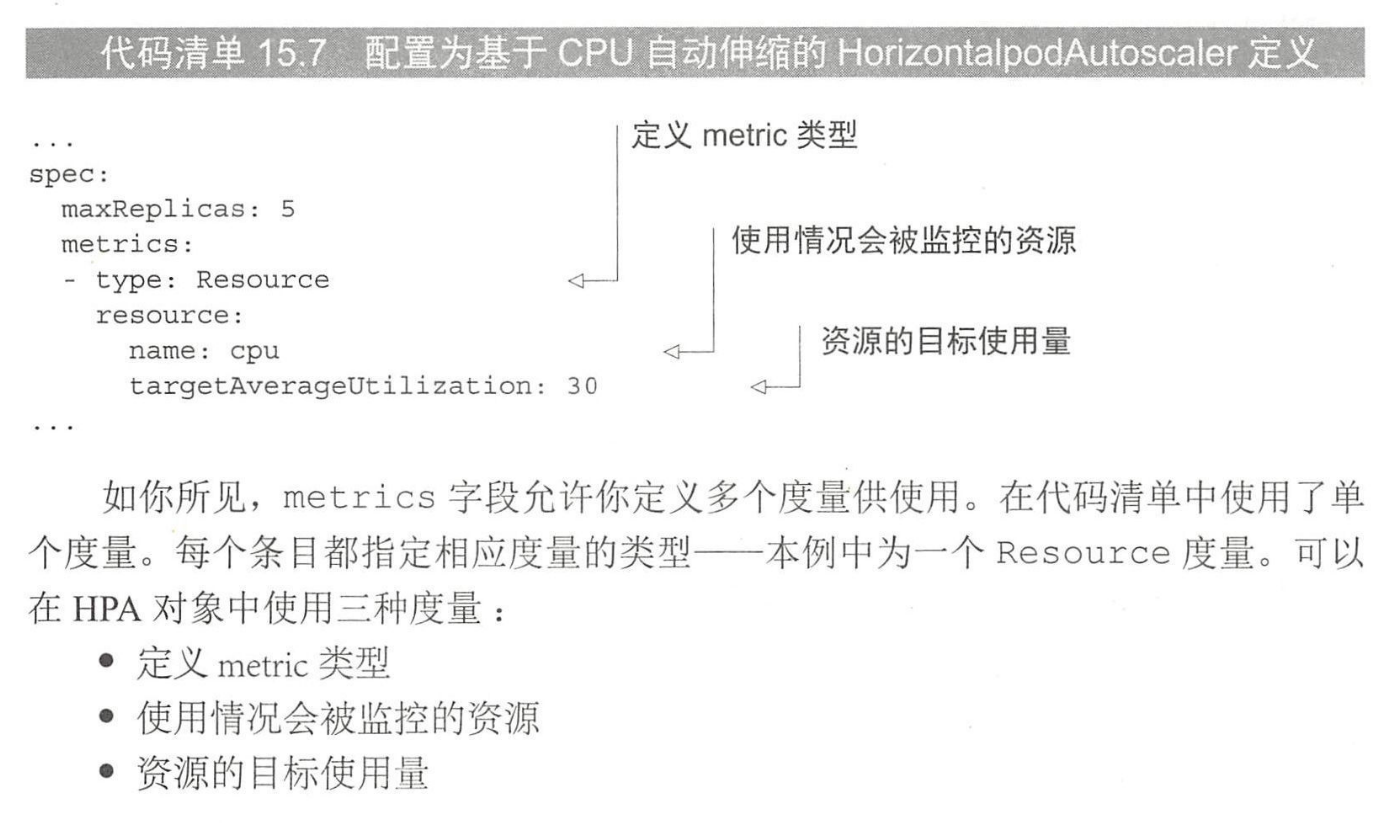 代码清单 15.7 配置为基于 CPU 自动伸缩的 HorizontalpodAutoscaler 定义
...
定义 metric 类型
spec:
maxReplicas: 5
metrics:
使用情况会被监控的资源
- type: Resource
resource:
资源的目标使用量
name: cpu
targetAverageUtilization: 30
...
如你所见，metrics 字段允许你定义多个度量供使用。在代码清单中使用了单
个度量。每个条目都指定相应度量的类型——本例中为一个 Resource 度量。可以
在 HPA 对象中使用三种度量：
● 定义 metric 类型
● 使用情况会被监控的资源
● 资源的目标使用量